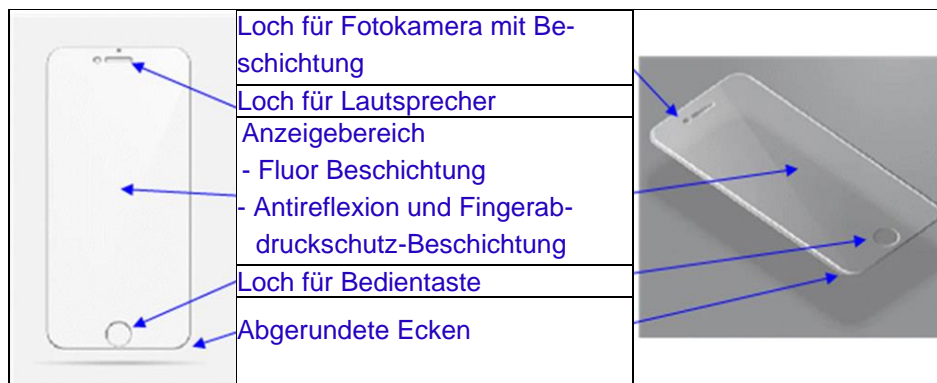 Loch für Fotokamera mit Be-
schichtung
Loch für Lautsprecher
Anzeigebereich
- Fluor Beschichtung
- Antireflexion und Fingerab-
druckschutz-Beschichtung
Loch für Bedientaste
Abgerundete Ecken